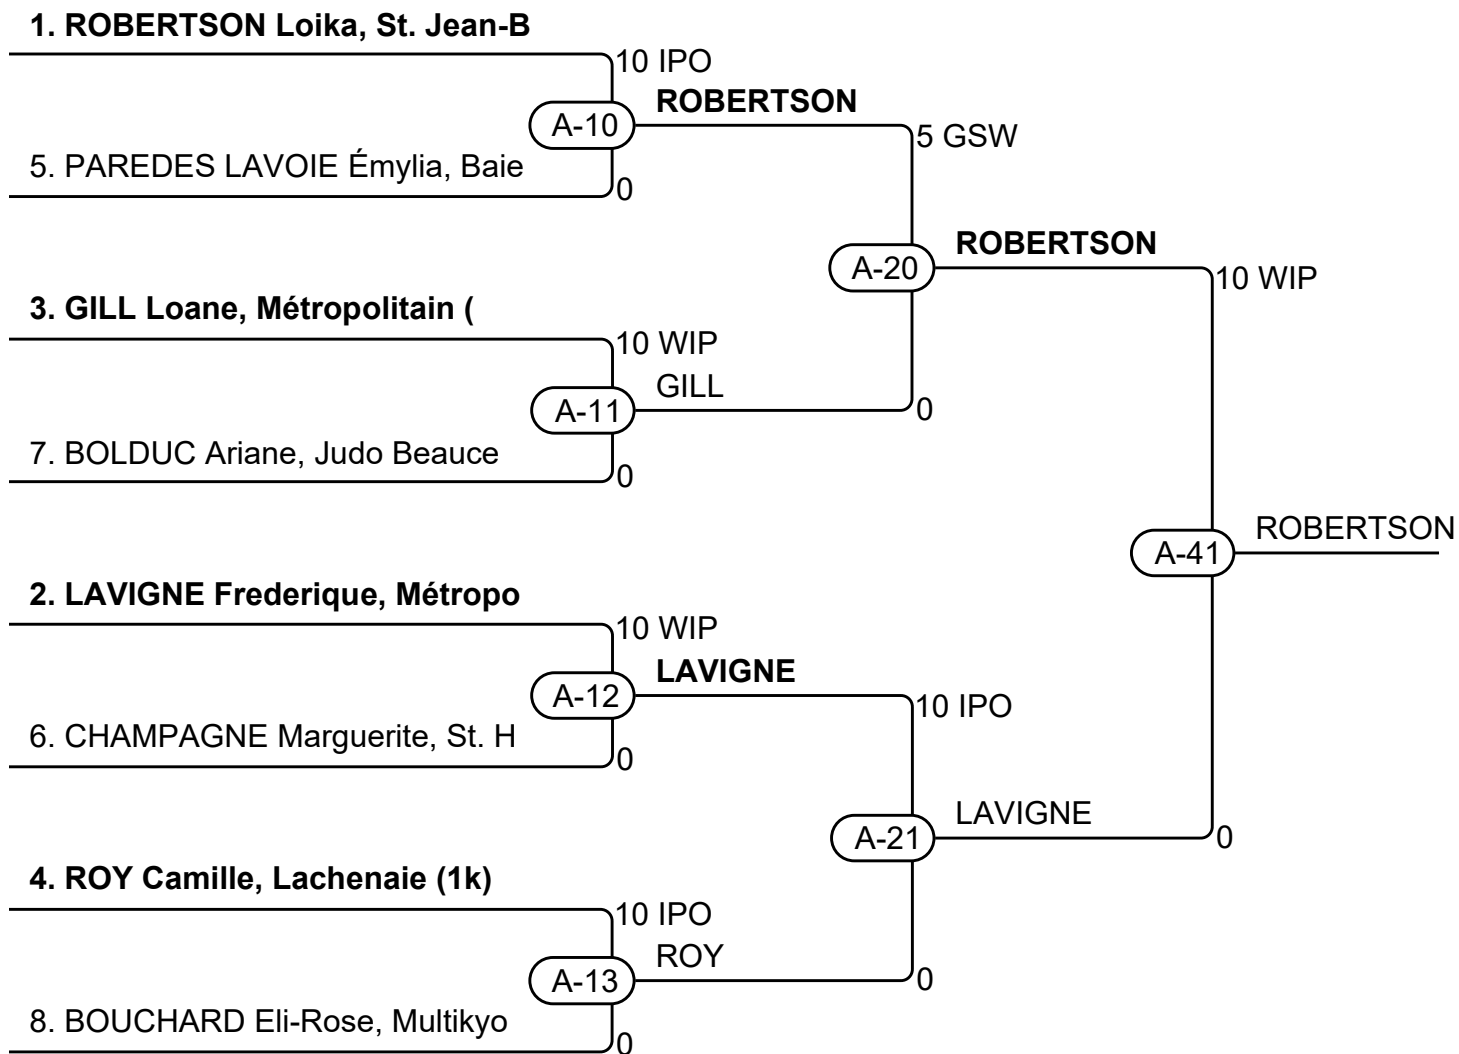 1. ROBERTSON Loika, St. Jean-B
10 IPO
ROBERTSON
A-10
5 GSW
5. PAREDES LAVOIE Émylia, Baie
0
ROBERTSON
A-20
10 WIP
3. GILL Loane, Métropolitain (
10 WIP
GILL
A-11
0
7. BOLDUC Ariane, Judo Beauce
0
ROBERTSON
A-41
2. LAVIGNE Frederique, Métropo
10 WIP
LAVIGNE
A-12
10 IPO
6. CHAMPAGNE Marguerite, St. H
0
LAVIGNE
A-21
0
4. ROY Camille, Lachenaie (1k)
10 IPO
ROY
A-13
0
8. BOUCHARD Eli-Rose, Multikyo
0